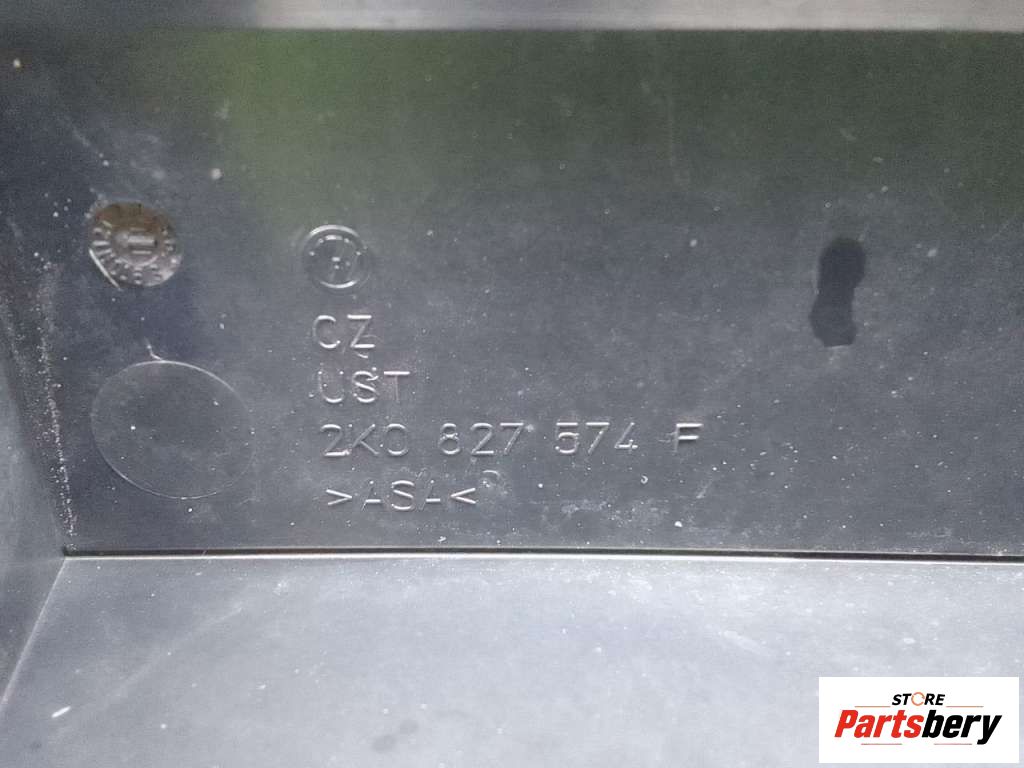 CZ
UST
2K0 827 574 F
>ASA<
STORE
Partsbery